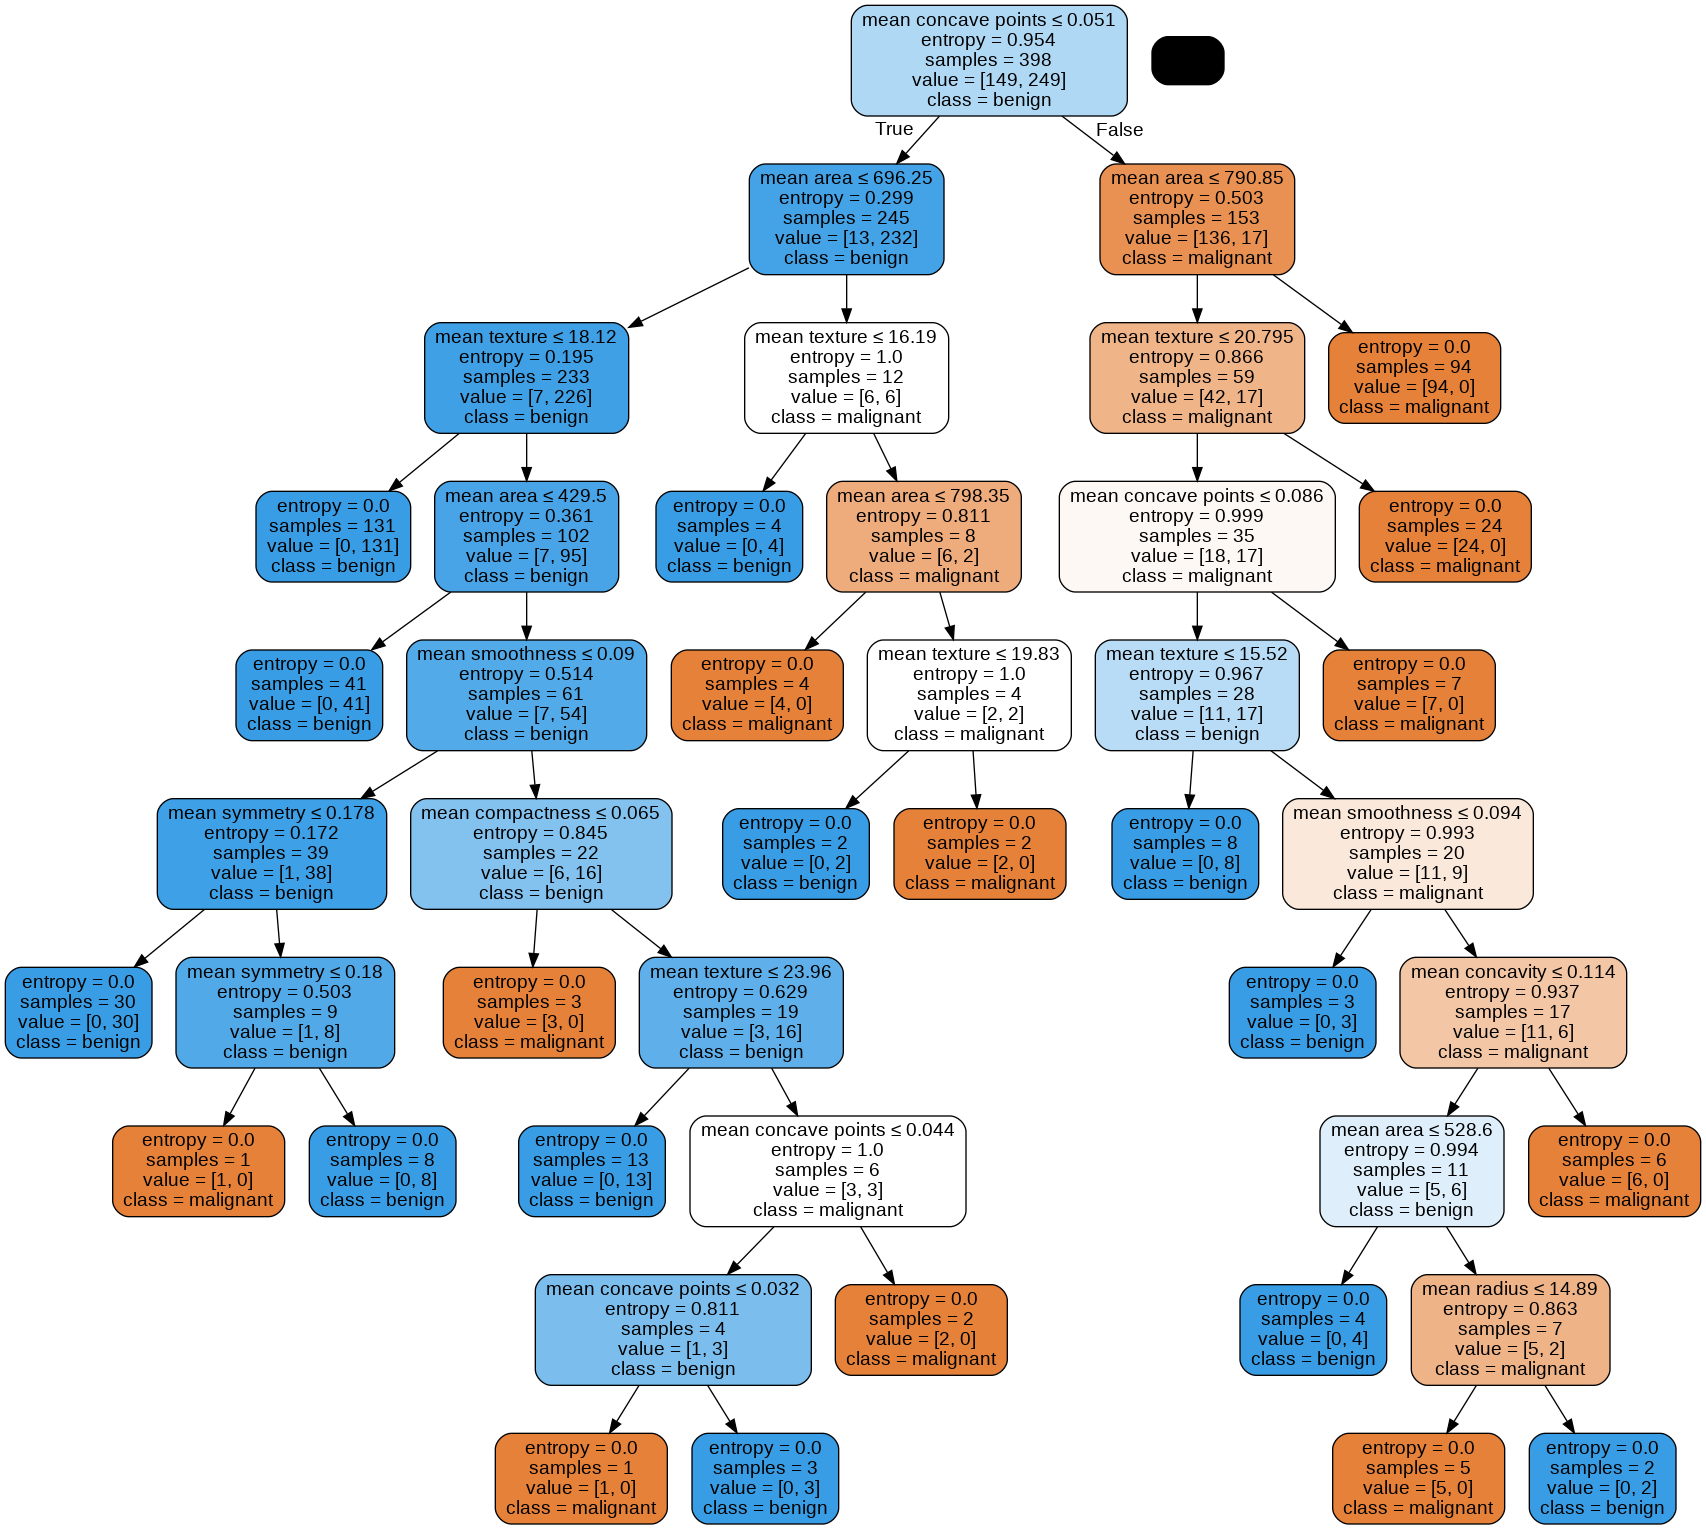 mean concave points ≤ 0.051
entropy = 0.954
samples = 398
value = [149, 249]
class = benign
True
False
mean area ≤ 696.25
entropy = 0.299
samples = 245
value = [13, 232]
class = benign
mean area ≤ 790.85
entropy = 0.503
samples = 153
value = [136, 17]
class = malignant
mean texture ≤ 18.12
entropy = 0.195
samples = 233
value = [7, 226]
class = benign
mean texture ≤ 16.19
entropy = 1.0
samples = 12
value = [6, 6]
class = malignant
mean texture ≤ 20.795
entropy = 0.866
samples = 59
value = [42, 17]
class = malignant
entropy = 0.0
samples = 94
value = [94, 0]
class = malignant
entropy = 0.0
samples = 131
value = [0, 131]
class = benign
mean area ≤ 429.5
entropy = 0.361
samples = 102
value = [7, 95]
class = benign
entropy = 0.0
samples = 4
value = [0, 4]
class = benign
mean area ≤ 798.35
entropy = 0.811
samples = 8
value = [6, 2]
class = malignant
mean concave points ≤ 0.086
entropy = 0.999
samples = 35
value = [18, 17]
class = malignant
entropy = 0.0
samples = 24
value = [24, 0]
class = malignant
entropy = 0.0
samples = 41
value = [0, 41]
class = benign
mean smoothness ≤ 0.09
entropy = 0.514
samples = 61
value = [7, 54]
class = benign
entropy = 0.0
samples = 4
value = [4, 0]
class = malignant
mean texture ≤ 19.83
entropy = 1.0
samples = 4
value = [2, 2]
class = malignant
mean texture ≤ 15.52
entropy = 0.967
samples = 28
value = [11, 17]
class = benign
entropy = 0.0
samples = 7
value = [7, 0]
class = malignant
mean symmetry ≤ 0.178
entropy = 0.172
samples = 39
value = [1, 38]
class = benign
mean compactness ≤ 0.065
entropy = 0.845
samples = 22
value = [6, 16]
class = benign
entropy = 0.0
samples = 2
value = [0, 2]
class = benign
entropy = 0.0
samples = 2
value = [2, 0]
class = malignant
entropy = 0.0
samples = 8
value = [0, 8]
class = benign
mean smoothness ≤ 0.094
entropy = 0.993
samples = 20
value = [11, 9]
class = malignant
entropy = 0.0
samples = 30
value = [0, 30]
class = benign
mean symmetry ≤ 0.18
entropy = 0.503
samples = 9
value = [1, 8]
class = benign
entropy = 0.0
samples = 3
value = [3, 0]
class = malignant
mean texture ≤ 23.96
entropy = 0.629
samples = 19
value = [3, 16]
class = benign
entropy = 0.0
samples = 3
value = [0, 3]
class = benign
mean concavity ≤ 0.114
entropy = 0.937
samples = 17
value = [11, 6]
class = malignant
entropy = 0.0
samples = 1
value = [1, 0]
class = malignant
entropy = 0.0
samples = 8
value = [0, 8]
class = benign
entropy = 0.0
samples = 13
value = [0, 13]
class = benign
mean concave points ≤ 0.044
entropy = 1.0
samples = 6
value = [3, 3]
class = malignant
mean area ≤ 528.6
entropy = 0.994
samples = 11
value = [5, 6]
class = benign
entropy = 0.0
samples = 6
value = [6, 0]
class = malignant
mean concave points ≤ 0.032
entropy = 0.811
samples = 4
value = [1, 3]
class = benign
entropy = 0.0
samples = 2
value = [2, 0]
class = malignant
entropy = 0.0
samples = 4
value = [0, 4]
class = benign
mean radius ≤ 14.89
entropy = 0.863
samples = 7
value = [5, 2]
class = malignant
entropy = 0.0
samples = 1
value = [1, 0]
class = malignant
entropy = 0.0
samples = 3
value = [0, 3]
class = benign
entropy = 0.0
samples = 5
value = [5, 0]
class = malignant
entropy = 0.0
samples = 2
value = [0, 2]
class = benign